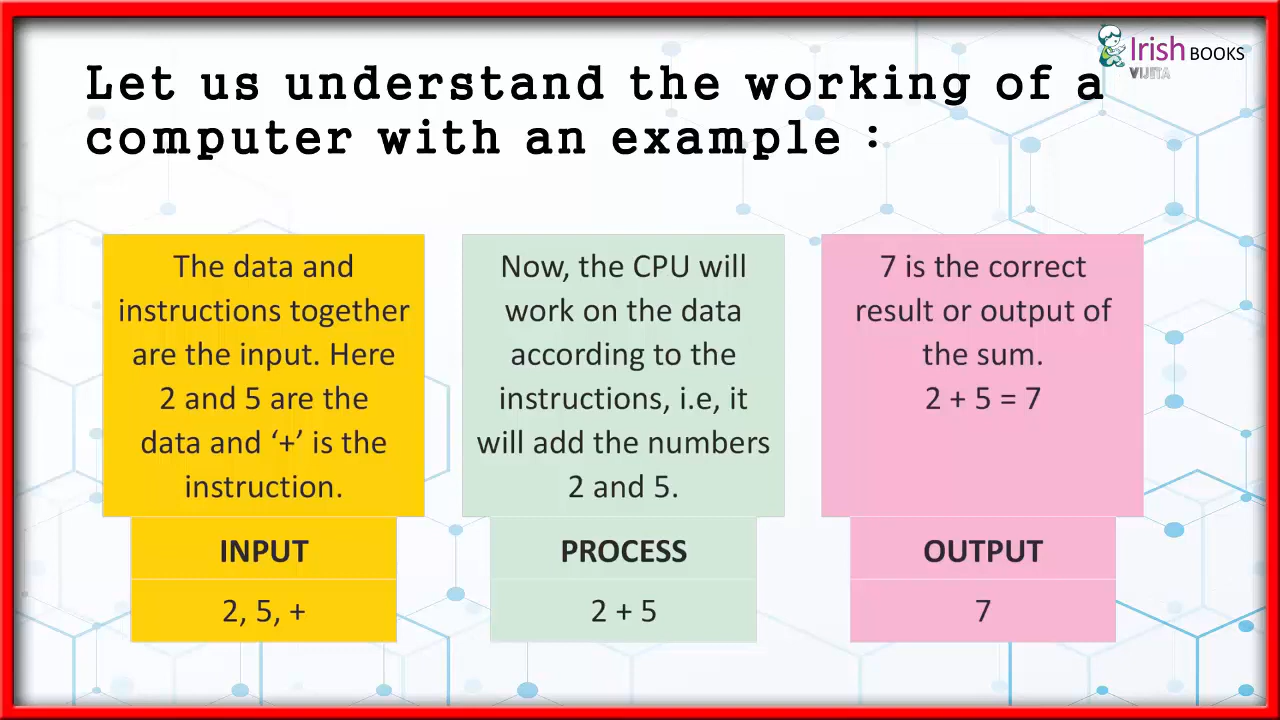 Irish BOOKS
VIJETA
Let us understand the working of a
computer with an example :
The data and
instructions together
are the input. Here
2 and 5 are the
data and ‘+’ is the
instruction.
INPUT
2, 5, +
Now, the CPU will
work on the data
according to the
instructions, i.e, it
will add the numbers
2 and 5.
PROCESS
2 + 5
7 is the correct
result or output of
the sum.
2 + 5 = 7
OUTPUT
7